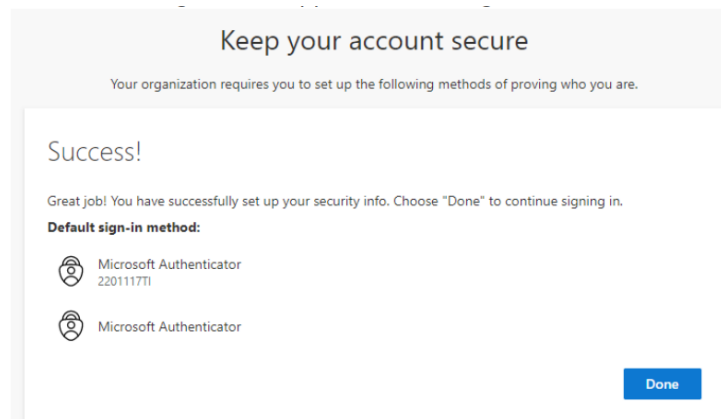 Keep your account secure
Your organization requires you to set up the following methods of proving who you are.
Success!
Great job! You have successfully set up your security info. Choose "Done" to continue signing in.
Default sign-in method:
Microsoft Authenticator
2201117TI
Microsoft Authenticator
Done